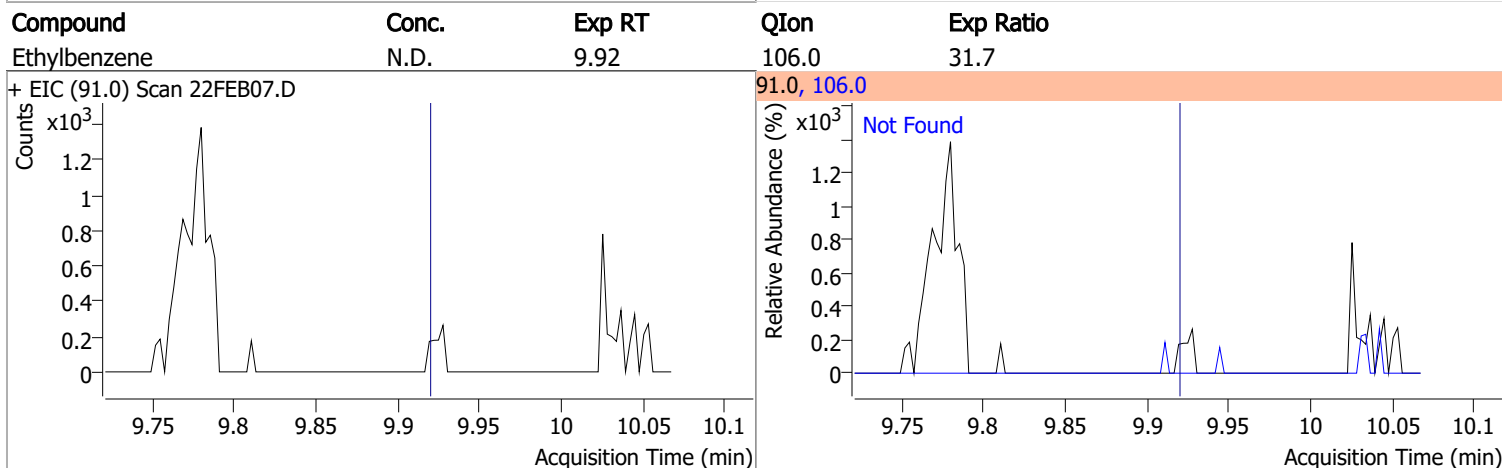 Compound Conc. Exp RT QIon Exp Ratio
Ethylbenzene N.D. 9.92 106.0 31.7
+ EIC (91.0) Scan 22FEB07.D
Counts
x10³
1.2
1
0.8
0.6
0.4
0.2
0
9.75 9.8 9.85 9.9 9.95 10 10.05 10.1
Acquisition Time (min)
91.0, 106.0
Relative Abundance (%)
x10³
Not Found
1.2
1
0.8
0.6
0.4
0.2
0
9.75 9.8 9.85 9.9 9.95 10 10.05 10.1
Acquisition Time (min)